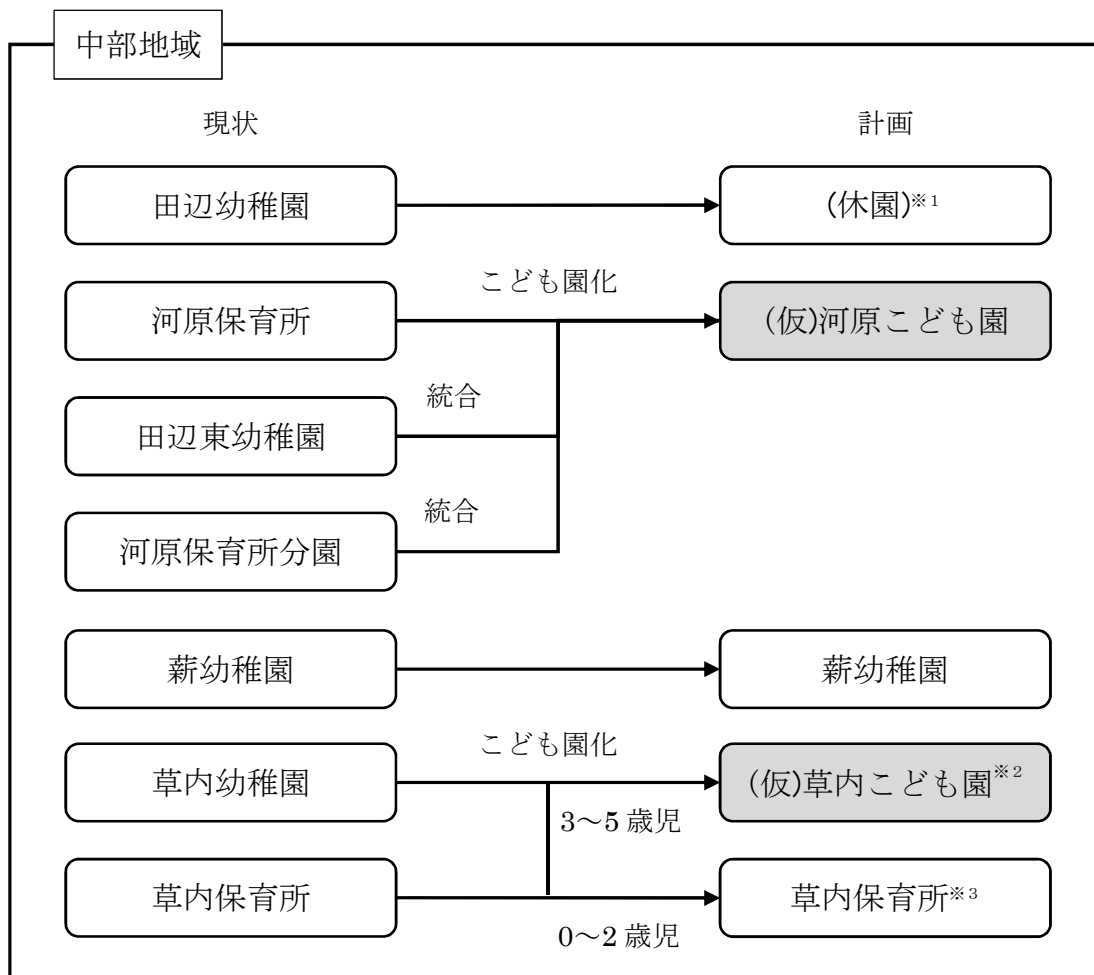 中部地域
現状 計画
田辺幼稚園 (休園)※1
こども園化
河原保育所 (仮)河原こども園
統合
田辺東幼稚園
統合
河原保育所分園
薪幼稚園 薪幼稚園
こども園化
草内幼稚園 (仮)草内こども園※2
3～5歳児
草内保育所 草内保育所※3
0～2歳児